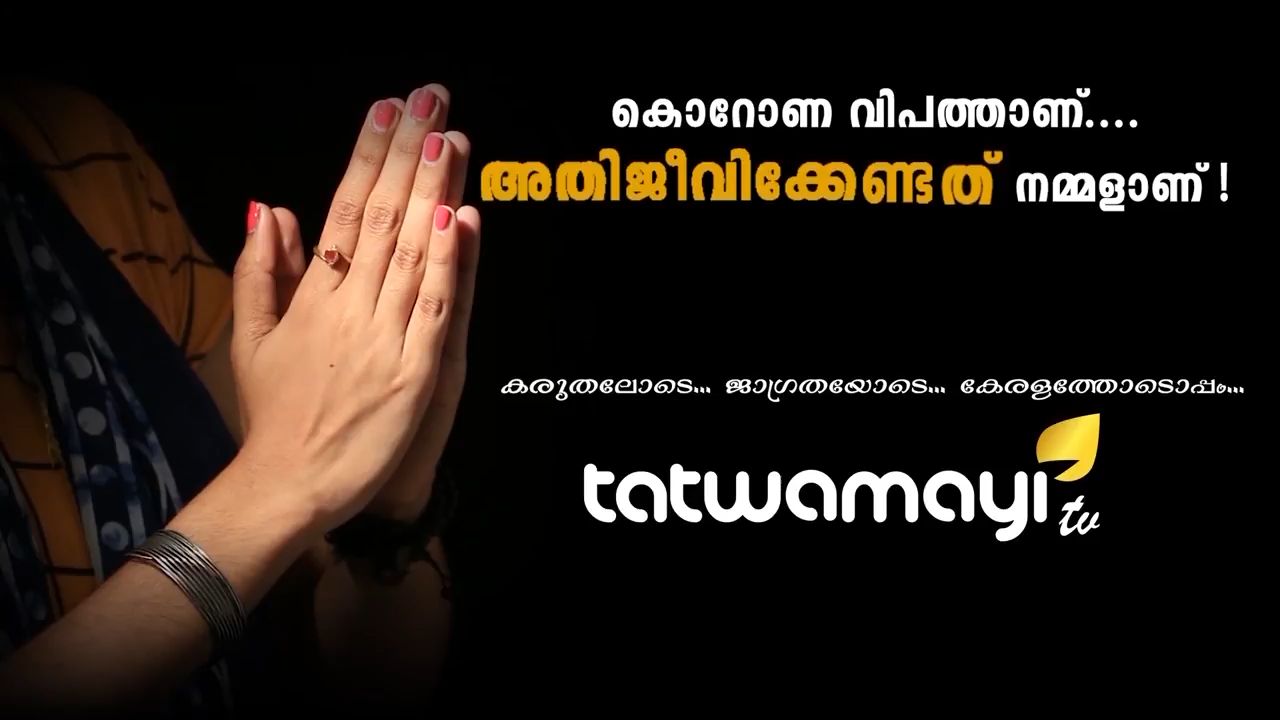 കൊറോണ വിപത്താണ്....
അതിജീവിക്കേണ്ടത് നമ്മളാണ് !
കരുതലോടെ... ജാഗ്രതയോടെ... കേരളത്തോടൊപ്പം...
tatwamayi
tv